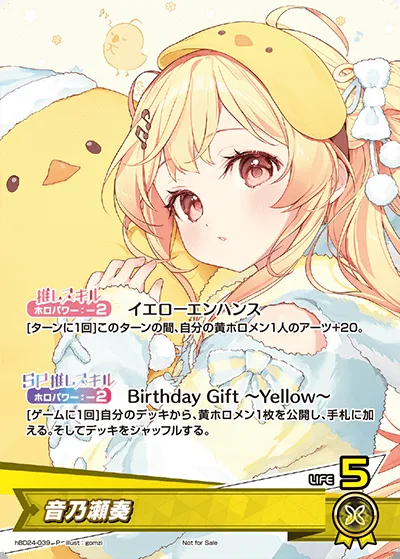 推しスキル
ホロパワー：－2
イエローエンハンス
[ターンに1回]このターンの間、自分の黄ホロメン1人のアーツ+20。
SP推しスキル
ホロパワー：－2
Birthday Gift ～Yellow～
[ゲームに1回]自分のデッキから、黄ホロメン1枚を公開し、手札に加
える。そしてデッキをシャッフルする。
LIFE 5
音乃瀬奏
hBD24-039 P illust：gomzi Not for Sale